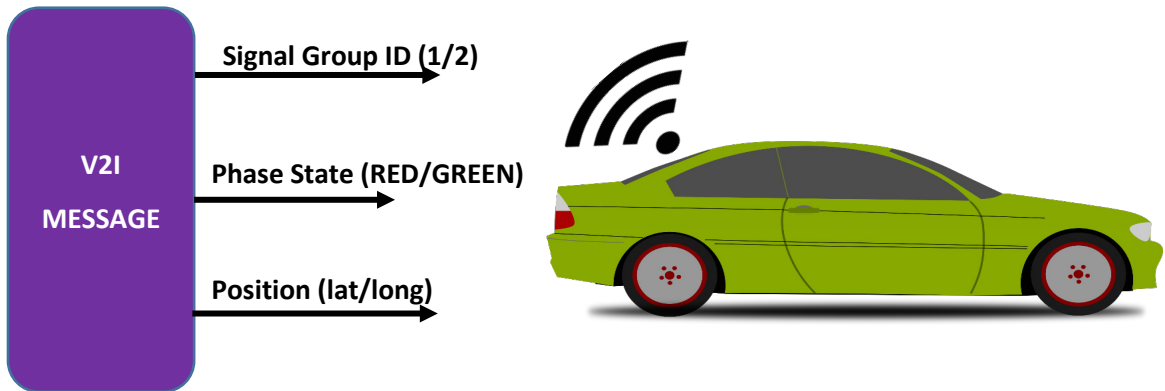 V2I
MESSAGE
Signal Group ID (1/2)
Phase State (RED/GREEN)
Position (lat/long)